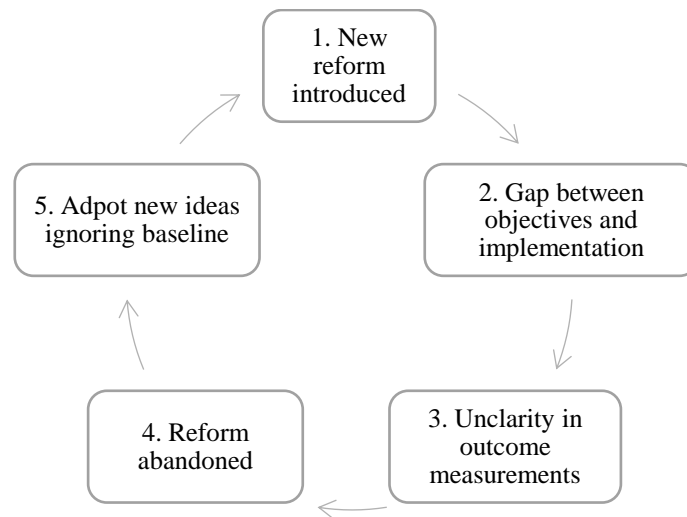 1. New
reform
introduced
2. Gap between
objectives and
implementation
3. Unclarity in
outcome
measurements
4. Reform
abandoned
5. Adpot new ideas
ignoring baseline